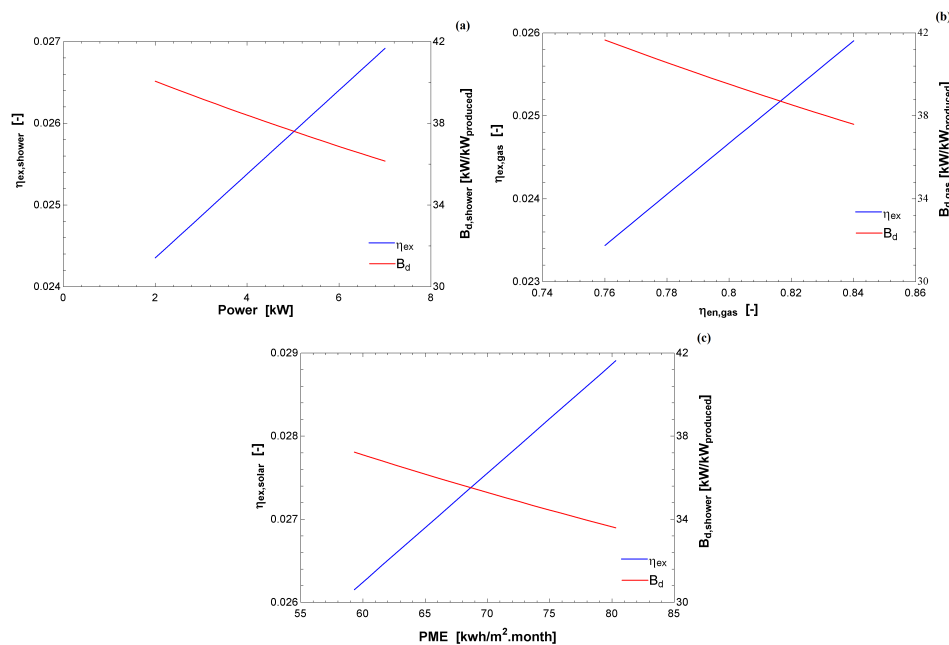 (a)
0.027
0.026
0.025
0.024
42
38
34
30
0 2 4 6 8
Power [kW]
ηex,shower [-]
Bd,shower [kW/kWproduced]
ηex
Bd
(b)
0.026
0.025
0.024
0.023
42
38
34
30
0.74 0.76 0.78 0.8 0.82 0.84 0.86
ηen,gas [-]
ηex,gas [-]
Bd,gas [kW/kWproduced]
ηex
Bd
(c)
0.029
0.028
0.027
0.026
42
38
34
30
55 60 65 70 75 80 85
PME [kwh/m².month]
ηex,solar [-]
Bd,shower [kW/kWproduced]
ηex
Bd